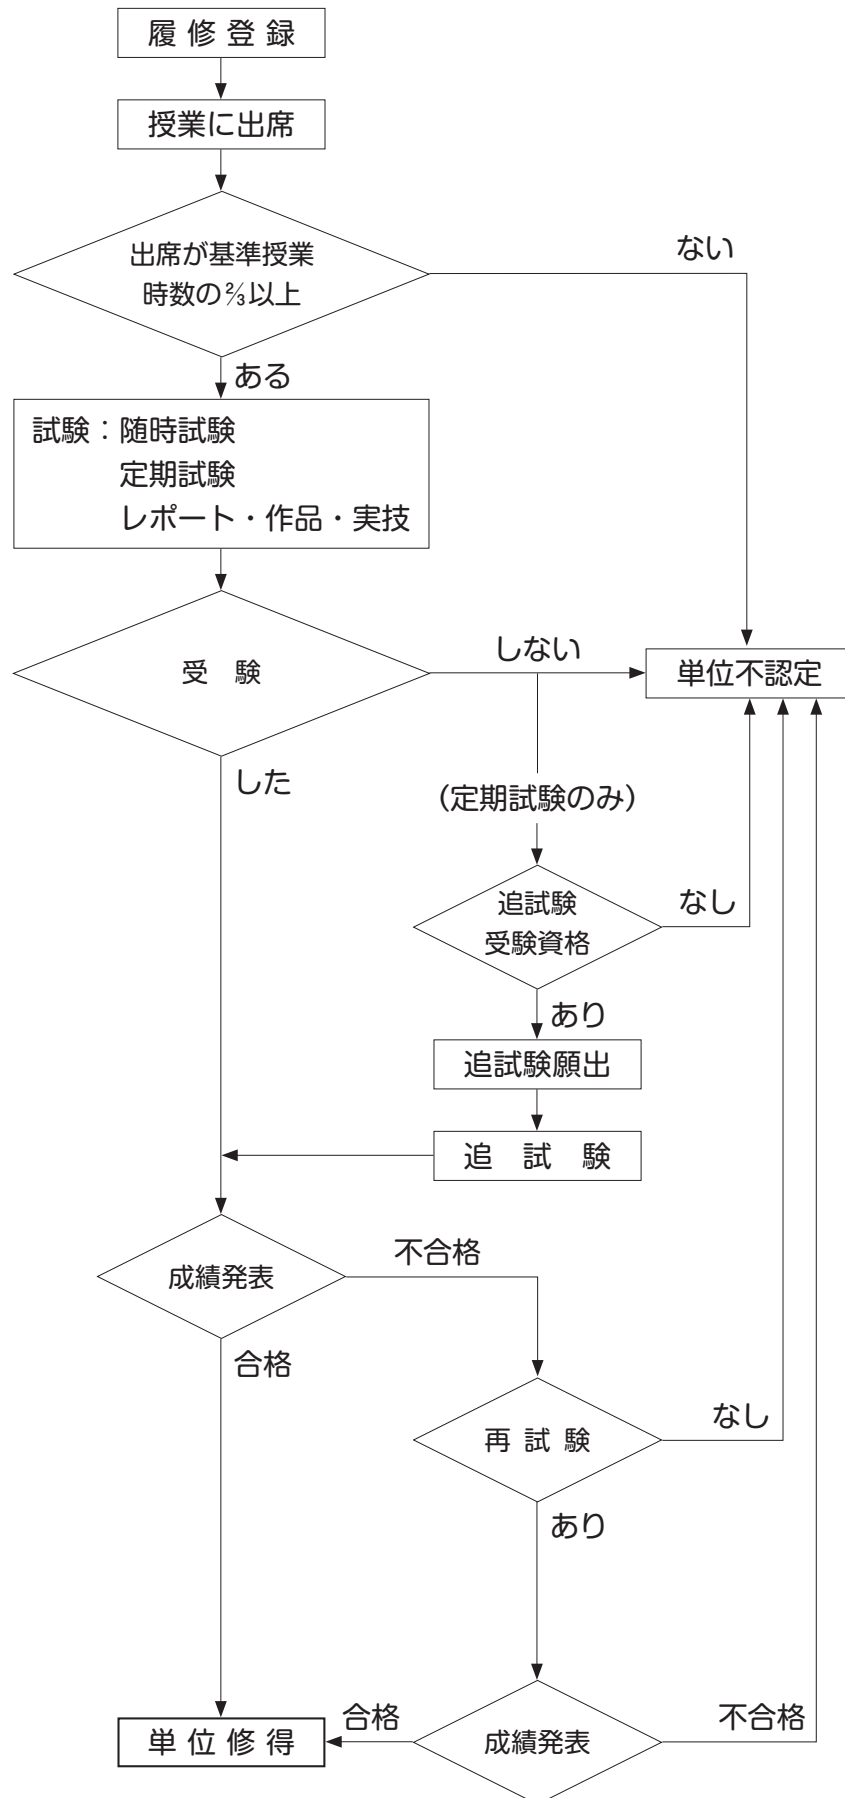 履修登録
授業に出席
出席が基準授業
時数の⅔以上
ない
ある
試験：随時試験
定期試験
レポート・作品・実技
受　験
しない
単位不認定
した
（定期試験のみ）
追試験
受験資格
なし
あり
追試験願出
追　試　験
成績発表
不合格
合格
再試験
なし
あり
単位修得
合格
成績発表
不合格